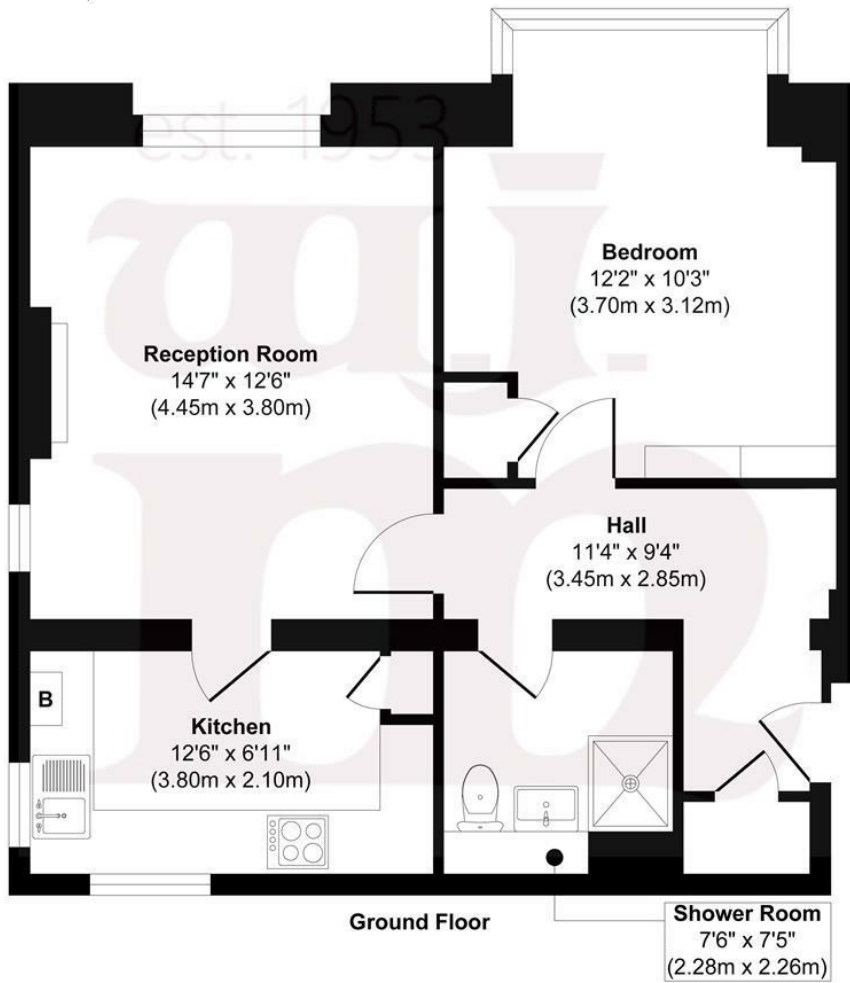 est. 1953
w.j.
m
Bedroom
12'2" x 10'3"
(3.70m x 3.12m)
Reception Room
14'7" x 12'6"
(4.45m x 3.80m)
Hall
11'4" x 9'4"
(3.45m x 2.85m)
B
Kitchen
12'6" x 6'11"
(3.80m x 2.10m)
Ground Floor
Shower Room
7'6" x 7'5"
(2.28m x 2.26m)